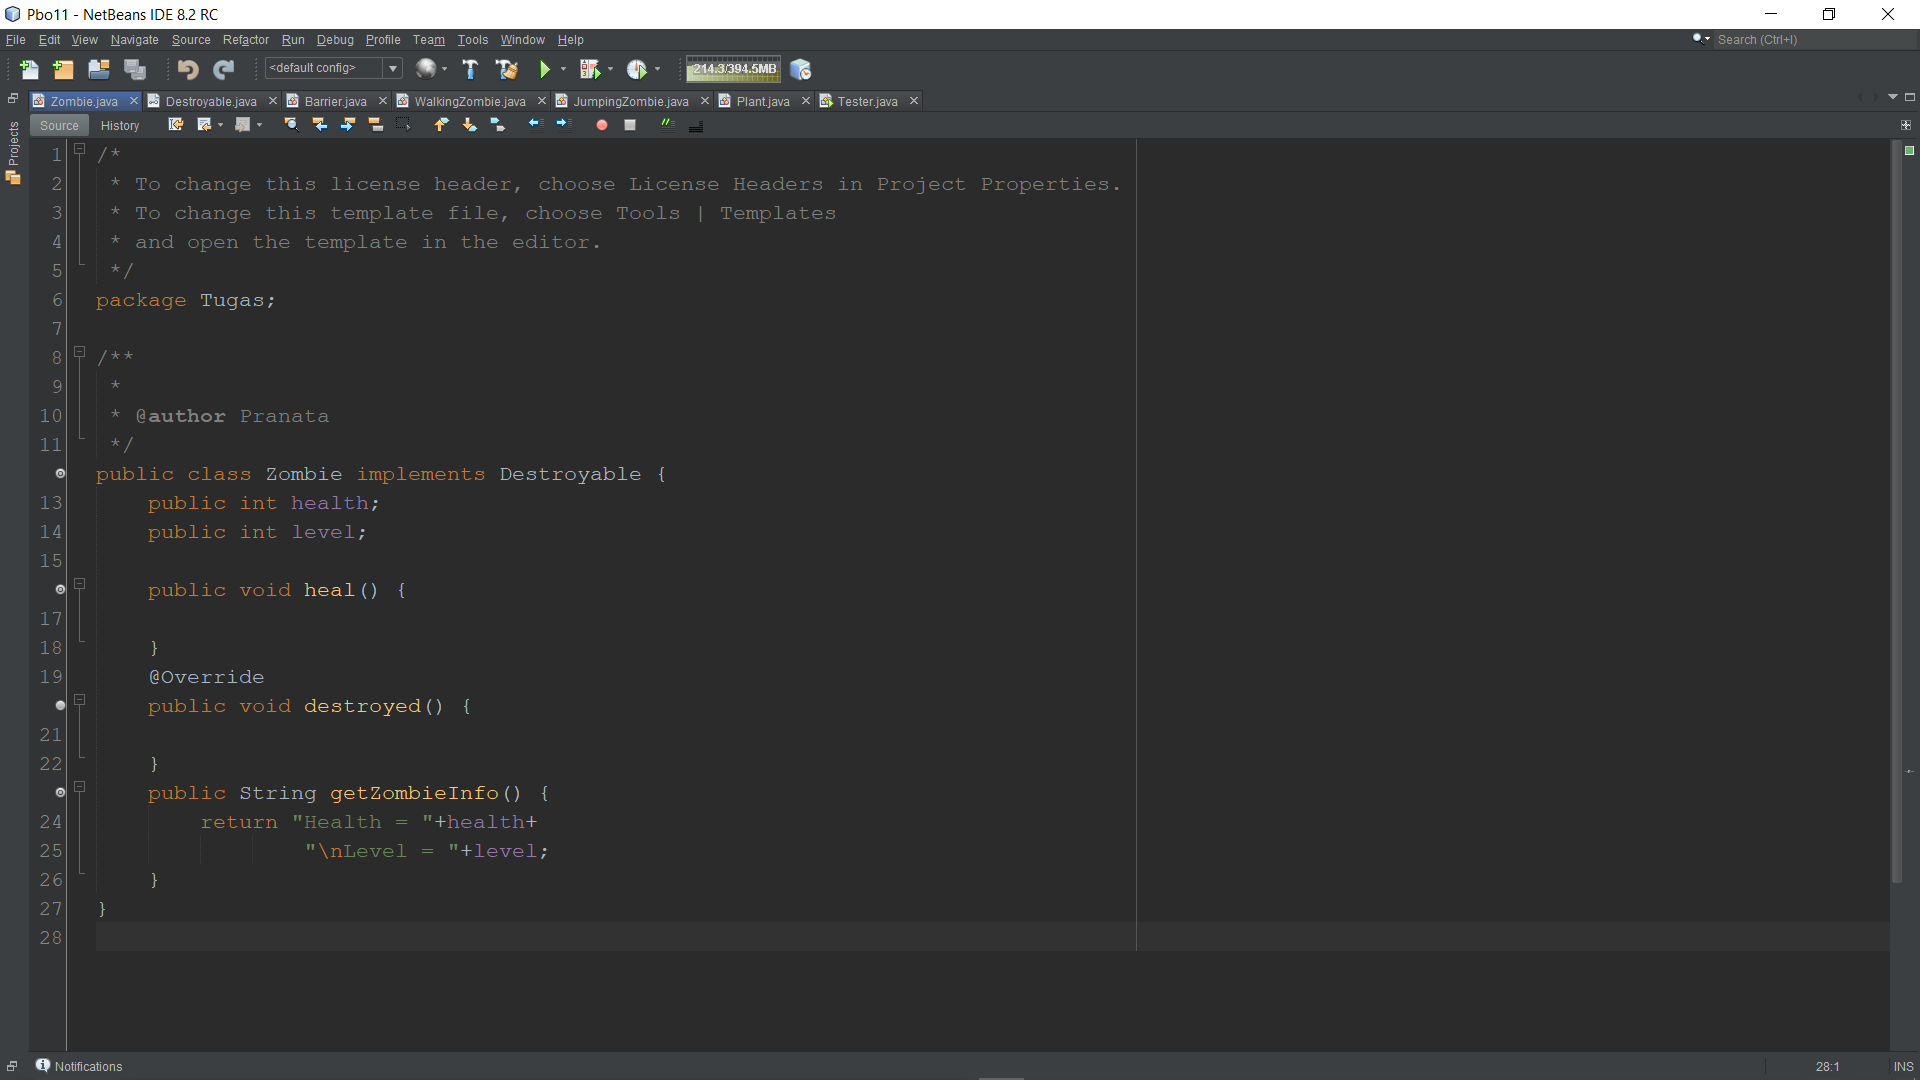 Pbo11 - NetBeans IDE 8.2 RC
File Edit View Navigate Source Refactor Run Debug Profile Team Tools Window Help
Search (Ctrl+I)
<default config>
214.3/394.5MB
Zombie.java Destroyable.java Barrier.java WalkingZombie.java JumpingZombie.java Plant.java Tester.java
Source History
Projects
1 /*
2 * To change this license header, choose License Headers in Project Properties.
3 * To change this template file, choose Tools | Templates
4 * and open the template in the editor.
5 */
6 package Tugas;
7
8 /**
9 *
10 * @author Pranata
11 */
public class Zombie implements Destroyable {
13 public int health;
14 public int level;
15
public void heal() {
17
18 }
19 @Override
public void destroyed() {
21
22 }
public String getZombieInfo() {
24 return "Health = "+health+
25 "\nLevel = "+level;
26 }
27 }
28
Notifications
28:1
INS